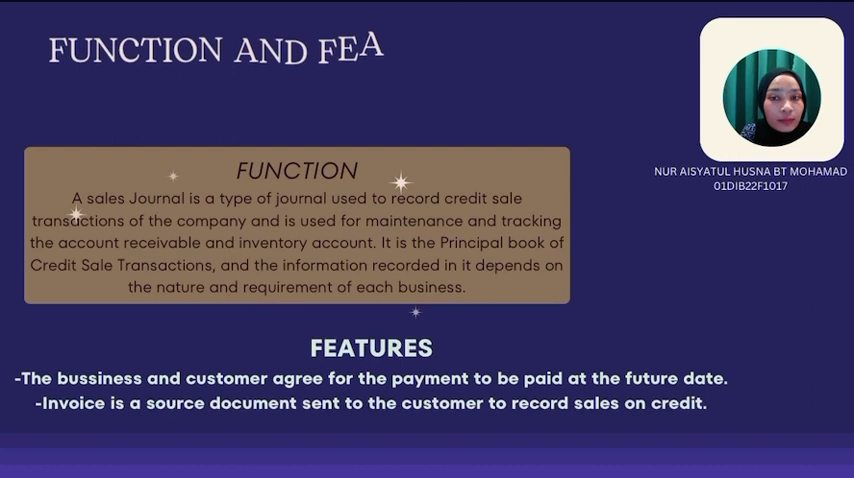 FUNCTION AND FEA
NUR AISYATUL HUSNA BT MOHAMAD
01DIB22F1017
FUNCTION
A sales Journal is a type of journal used to record credit sale
transactions of the company and is used for maintenance and tracking
the account receivable and inventory account. It is the Principal book of
Credit Sale Transactions, and the information recorded in it depends on
the nature and requirement of each business.
FEATURES
-The bussiness and customer agree for the payment to be paid at the future date.
-Invoice is a source document sent to the customer to record sales on credit.